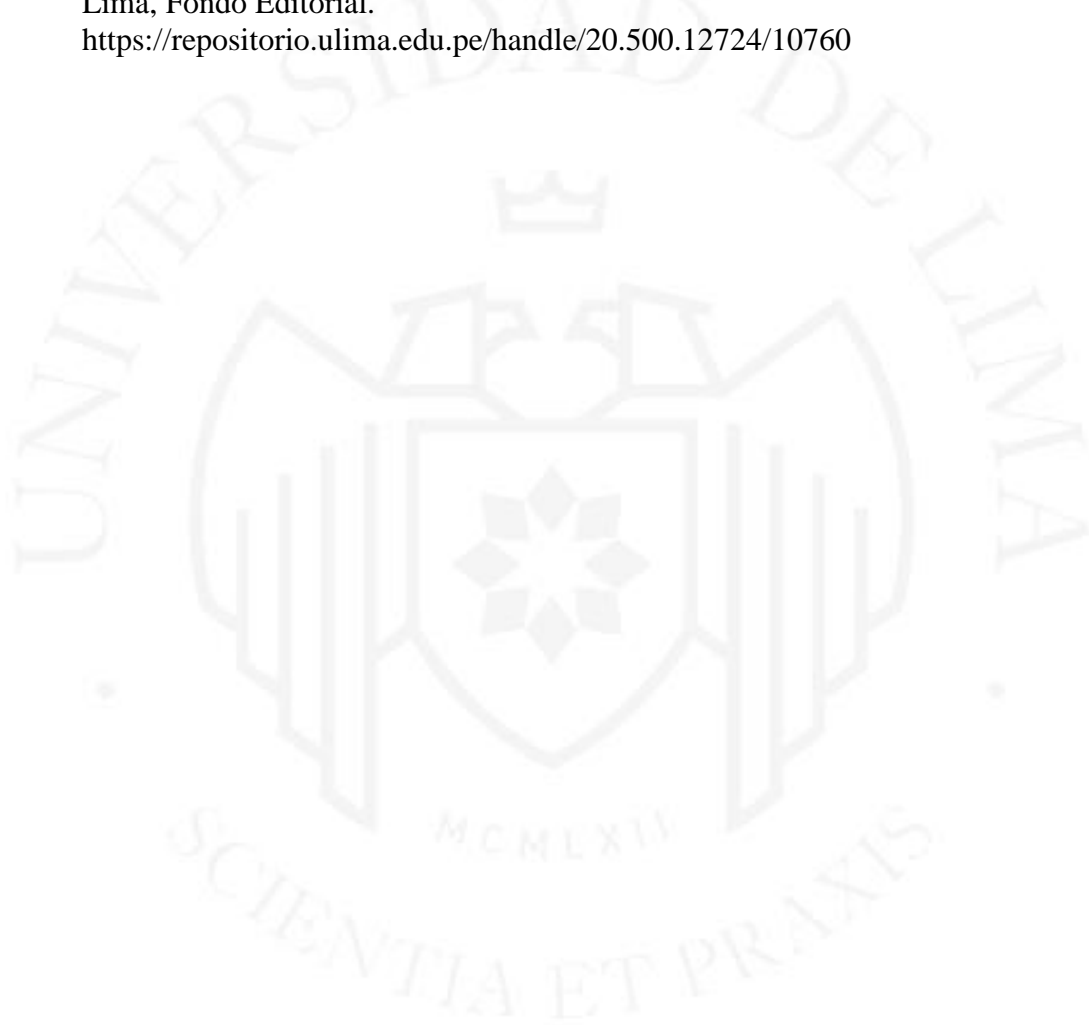 Lima, Fondo Editorial.
https://repositorio.ulima.edu.pe/handle/20.500.12724/10760
UNIVERSIDAD DE LIMA
MCMLXII
SCIENTIA ET PRAXIS